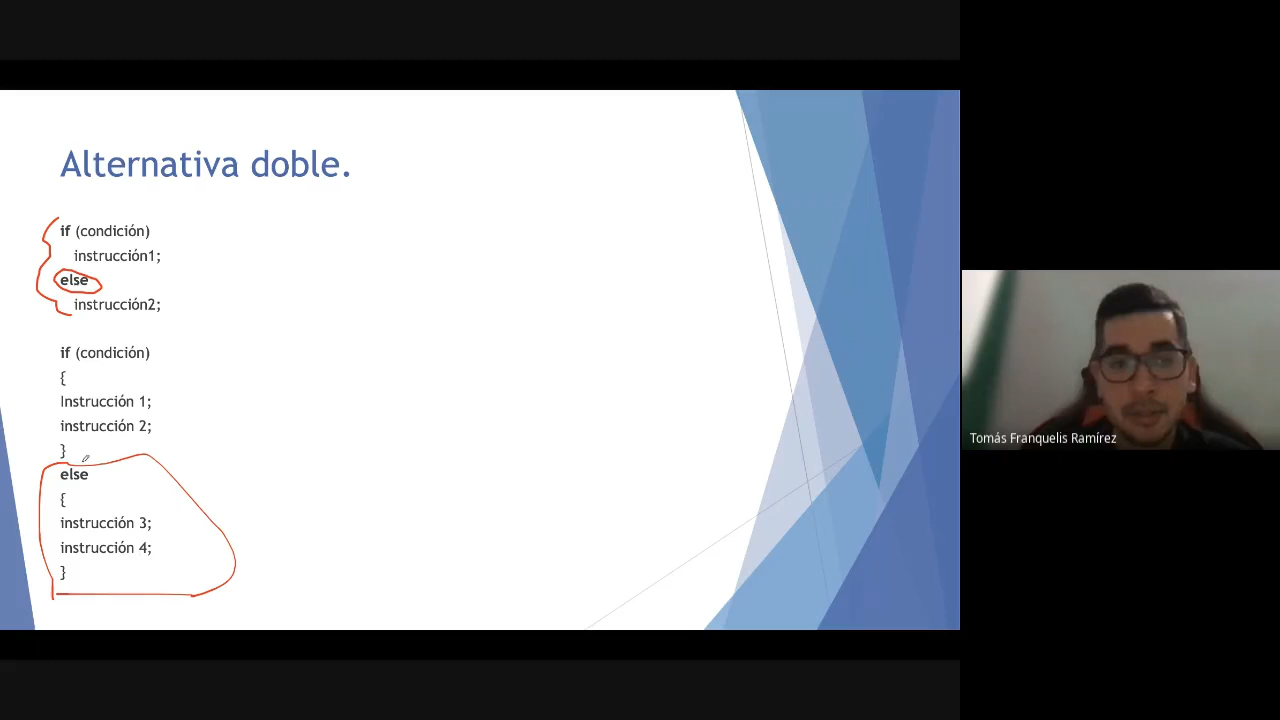 Alternativa doble.
if (condición)
instrucción1;
else
instrucción2;
if (condición)
{
Instrucción 1;
instrucción 2;
}
else
{
instrucción 3;
instrucción 4;
}
Tomás Franquelis Ramírez